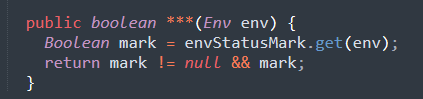 public boolean ***(Env env) {
Boolean mark = envStatusMark.get(env);
return mark != null && mark;
}